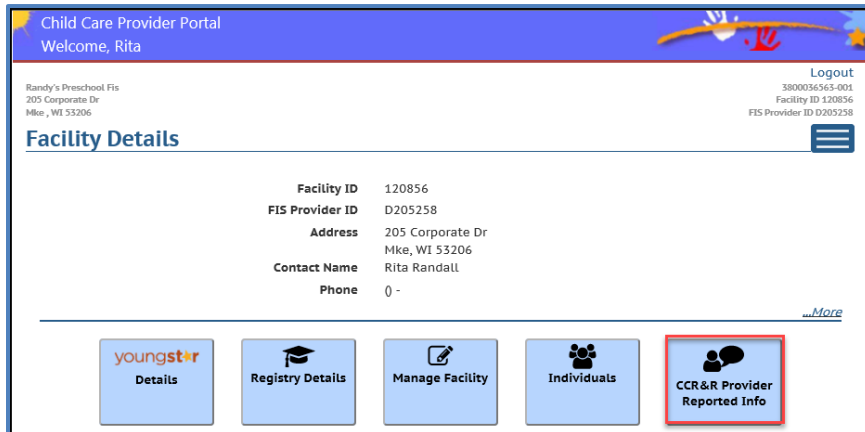 Child Care Provider Portal
Welcome, Rita
Logout
Randy's Preschool Fis
205 Corporate Dr
Mke , WI 53206
3800036563-001
Facility ID 120856
FIS Provider ID D205258
Facility Details
Facility ID 120856
FIS Provider ID D205258
Address 205 Corporate Dr
Mke, WI 53206
Contact Name Rita Randall
Phone () -
...More
youngstar
Details
Registry Details
Manage Facility
Individuals
CCR&R Provider
Reported Info